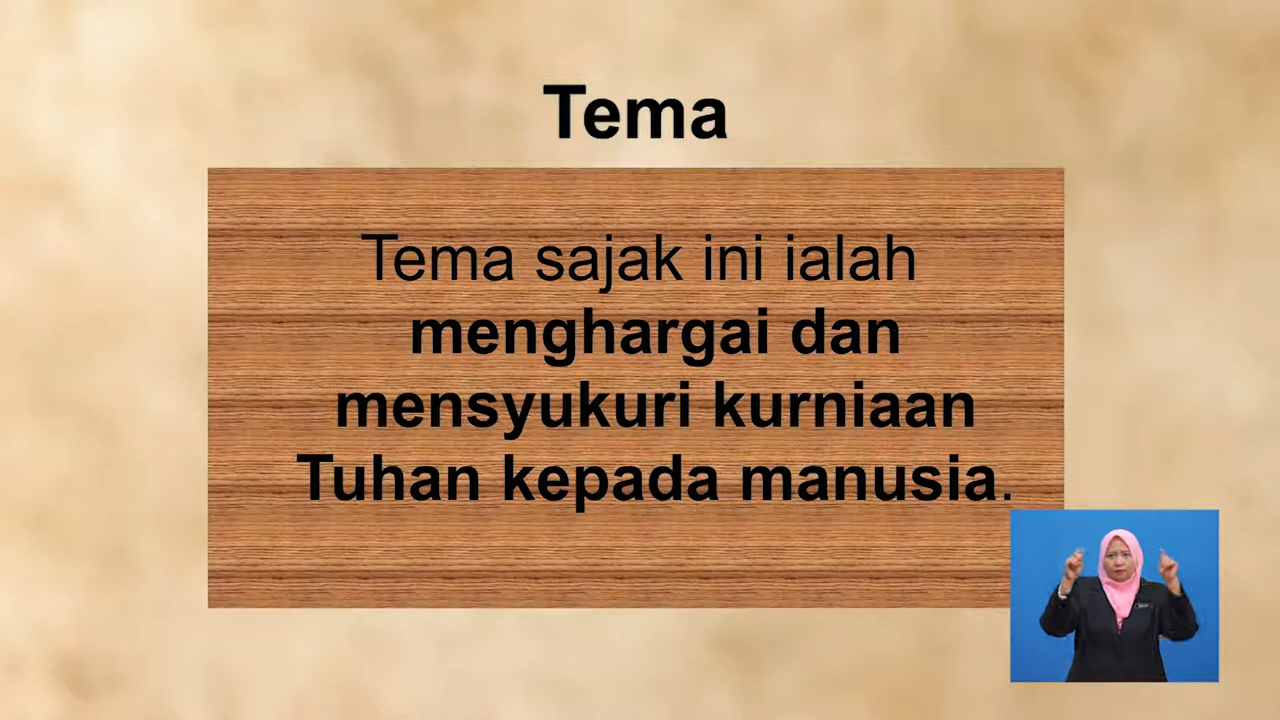 Tema
Tema sajak ini ialah
menghargai dan
mensyukuri kurniaan
Tuhan kepada manusia.